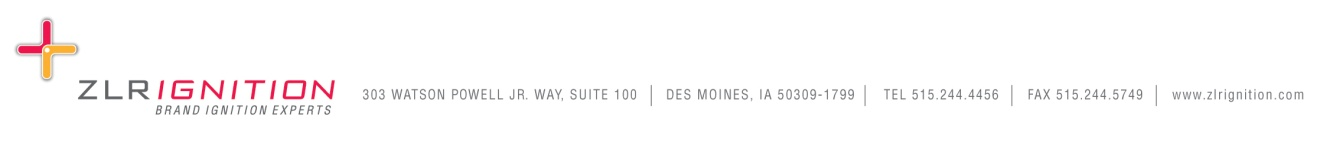 ZLRIGNITION
BRAND IGNITION EXPERTS
303 WATSON POWELL JR. WAY, SUITE 100 | DES MOINES, IA 50309-1799 | TEL 515.244.4456 | FAX 515.244.5749 | www.zlrignition.com